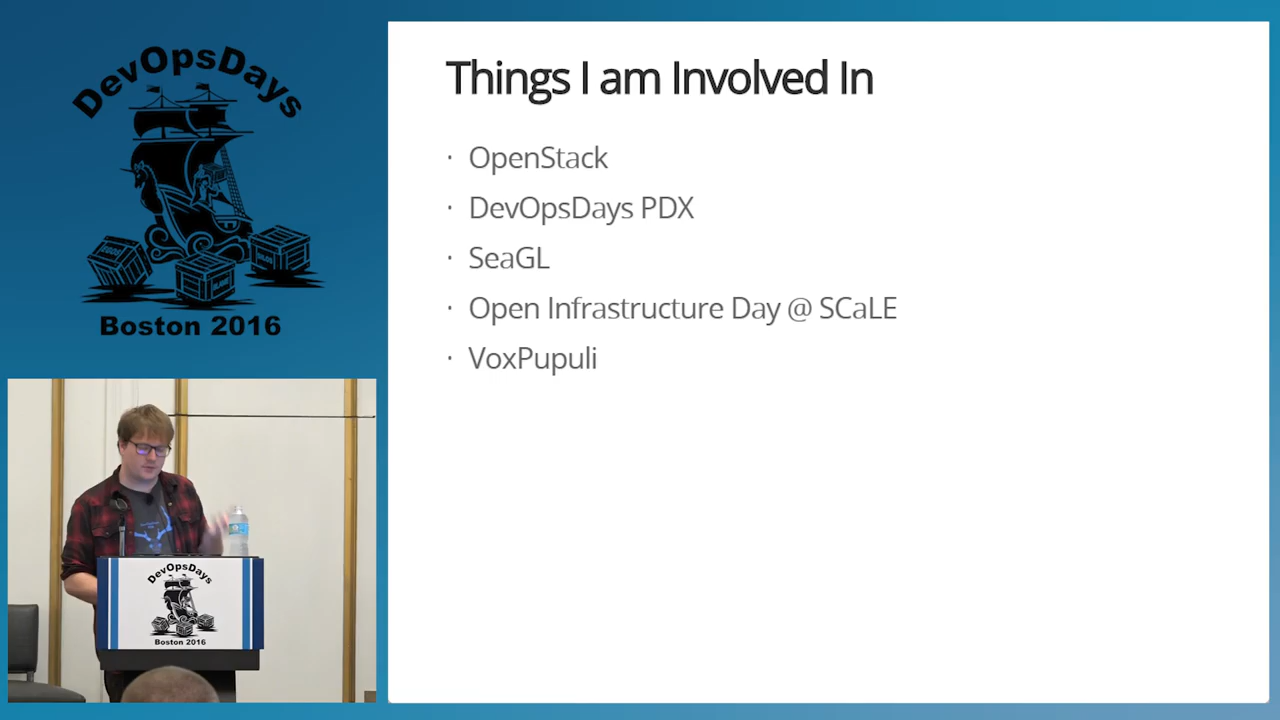 DevOpsDays
Boston 2016
Things I am Involved In
· OpenStack
· DevOpsDays PDX
· SeaGL
· Open Infrastructure Day @ SCaLE
· VoxPupuli
DevOpsDays
Boston 2016